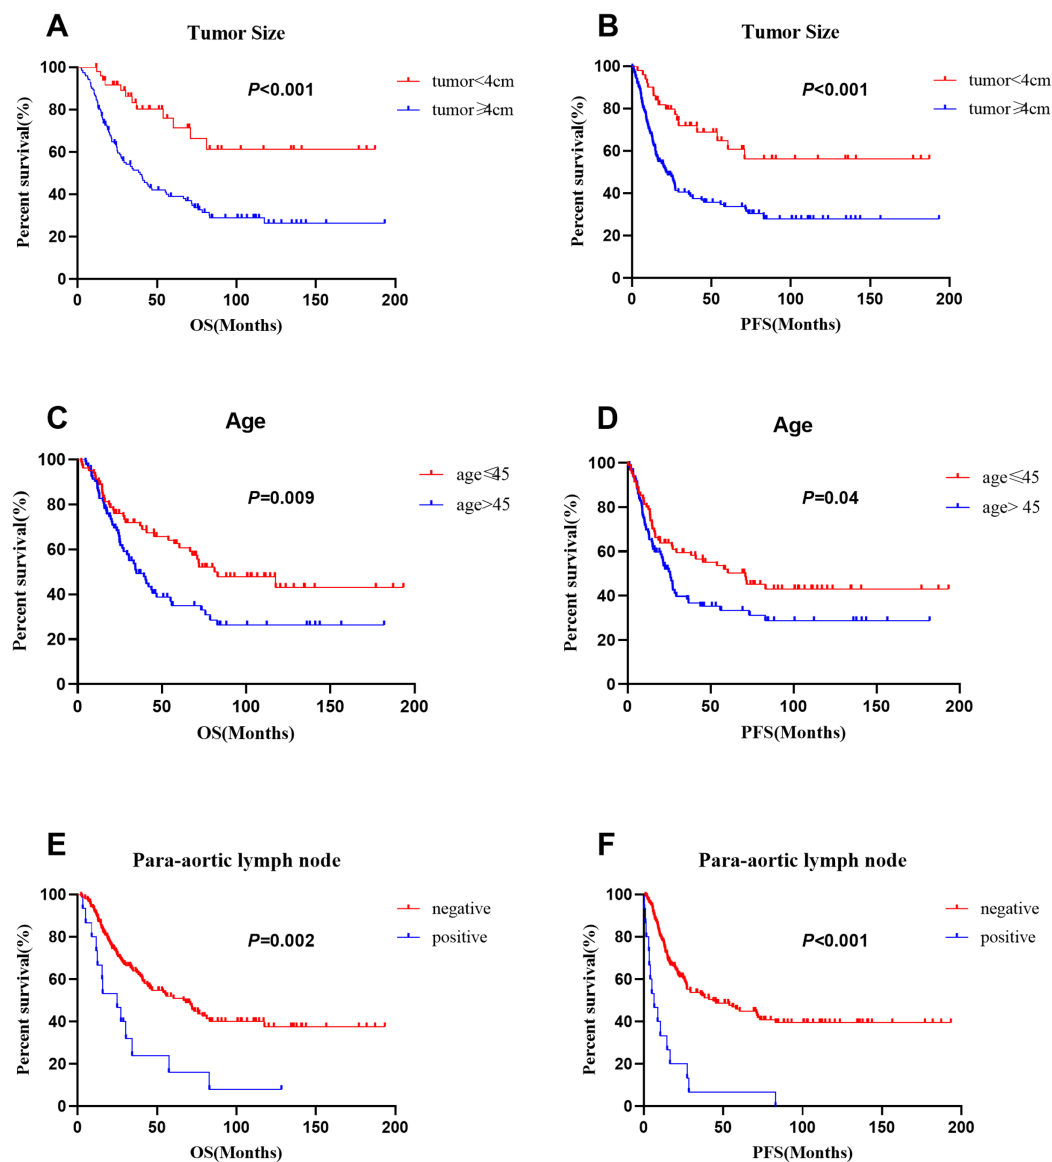 A
Tumor Size
Percent survival(%)
100
80
60
40
20
0
P<0.001
tumor<4cm
tumor≥4cm
0 50 100 150 200
OS(Months)
B
Tumor Size
Percent survival(%)
100
80
60
40
20
0
P<0.001
tumor<4cm
tumor≥4cm
0 50 100 150 200
PFS(Months)
C
Age
Percent survival(%)
100
80
60
40
20
0
P=0.009
age≤45
age>45
0 50 100 150 200
OS(Months)
D
Age
Percent survival(%)
100
80
60
40
20
0
P=0.04
age≤45
age> 45
0 50 100 150 200
PFS(Months)
E
Para-aortic lymph node
Percent survival(%)
100
80
60
40
20
0
P=0.002
negative
positive
0 50 100 150 200
OS(Months)
F
Para-aortic lymph node
Percent survival(%)
100
80
60
40
20
0
P<0.001
negative
positive
0 50 100 150 200
PFS(Months)